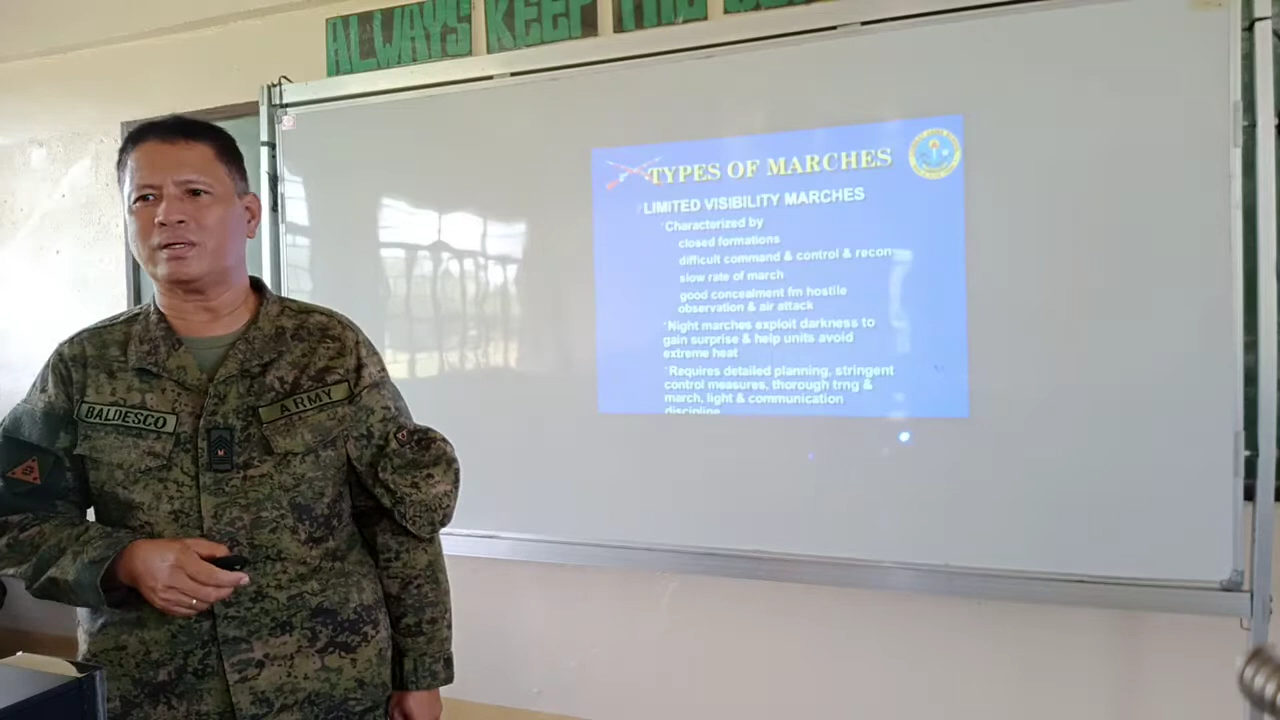 ALWAYS KEEP THE
TYPES OF MARCHES
LIMITED VISIBILITY MARCHES
Characterized by
closed formations
difficult command & control & recon
slow rate of march
good concealment fm hostile
observation & air attack
Night marches exploit darkness to
gain surprise & help units avoid
extreme heat
Requires detailed planning, stringent
control measures, thorough trng &
march, light & communication
discipline
BALDESCO
ARMY